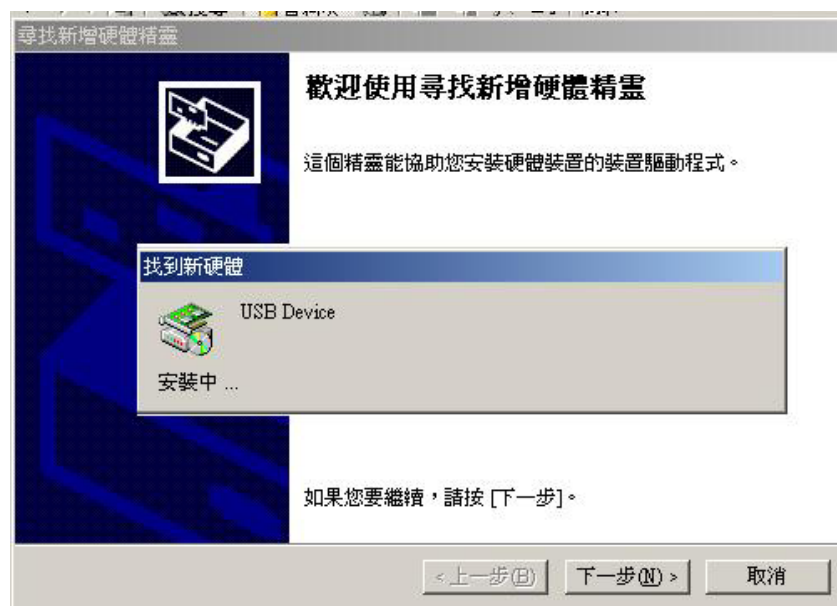 尋找新增硬體精靈
歡迎使用尋找新增硬體精靈
這個精靈能協助您安裝硬體裝置的裝置驅動程式。
找到新硬體
USB Device
安裝中 ...
如果您要繼續，請按 [下一步]。
< 上一步(B)
下一步(N) >
取消